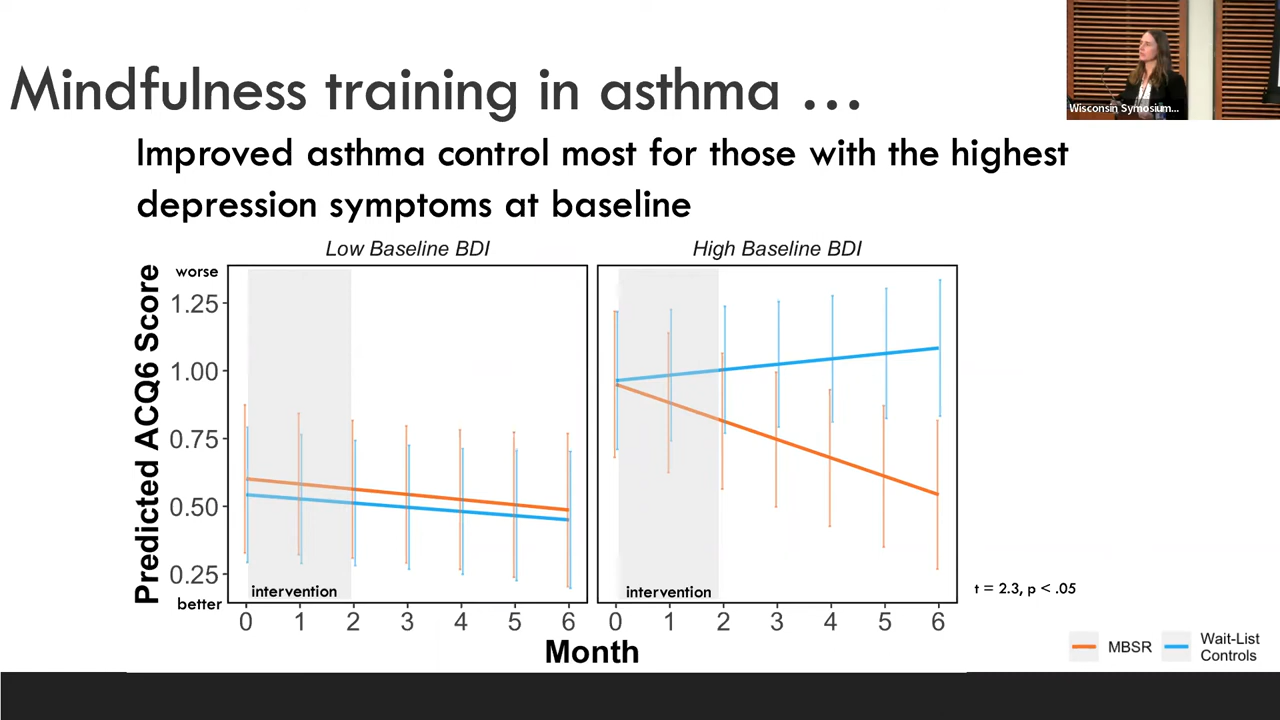 Mindfulness training in asthma ...
Wisconsin Symposium...
Improved asthma control most for those with the highest
depression symptoms at baseline
Low Baseline BDI
High Baseline BDI
Predicted ACQ6 Score
worse
1.25
1.00
0.75
0.50
0.25
better
intervention
intervention
0 1 2 3 4 5 6
0 1 2 3 4 5 6
Month
t = 2.3, p < .05
MBSR
Wait-List
Controls